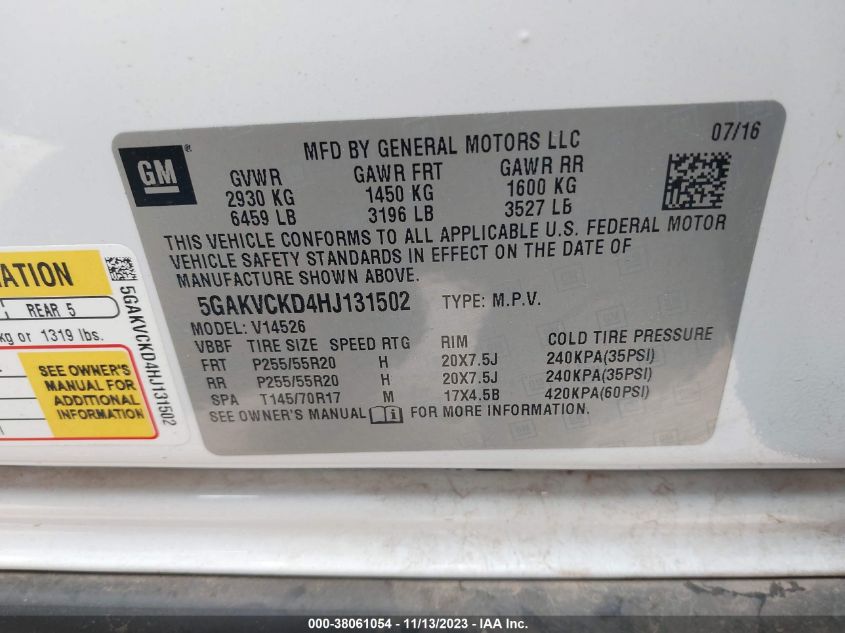 MFD BY GENERAL MOTORS LLC
07/16
GM®
GVWR GAWR FRT GAWR RR
2930 KG 1450 KG 1600 KG
6459 LB 3196 LB 3527 LB
THIS VEHICLE CONFORMS TO ALL APPLICABLE U.S. FEDERAL MOTOR
VEHICLE SAFETY STANDARDS IN EFFECT ON THE DATE OF
MANUFACTURE SHOWN ABOVE.
5GAKVCKD4HJ131502 TYPE: M.P.V.
MODEL: V14526
VBBF TIRE SIZE SPEED RTG RIM COLD TIRE PRESSURE
FRT P255/55R20 H 20X7.5J 240KPA(35PSI)
RR P255/55R20 H 20X7.5J 240KPA(35PSI)
SPA T145/70R17 M 17X4.5B 420KPA(60PSI)
SEE OWNER'S MANUAL FOR MORE INFORMATION.
REAR 5
kg or 1319 lbs.
SEE OWNER'S
MANUAL FOR
ADDITIONAL
INFORMATION
5GAKVCKD4HJ131502
000-38061054 - 11/13/2023 - IAA Inc.